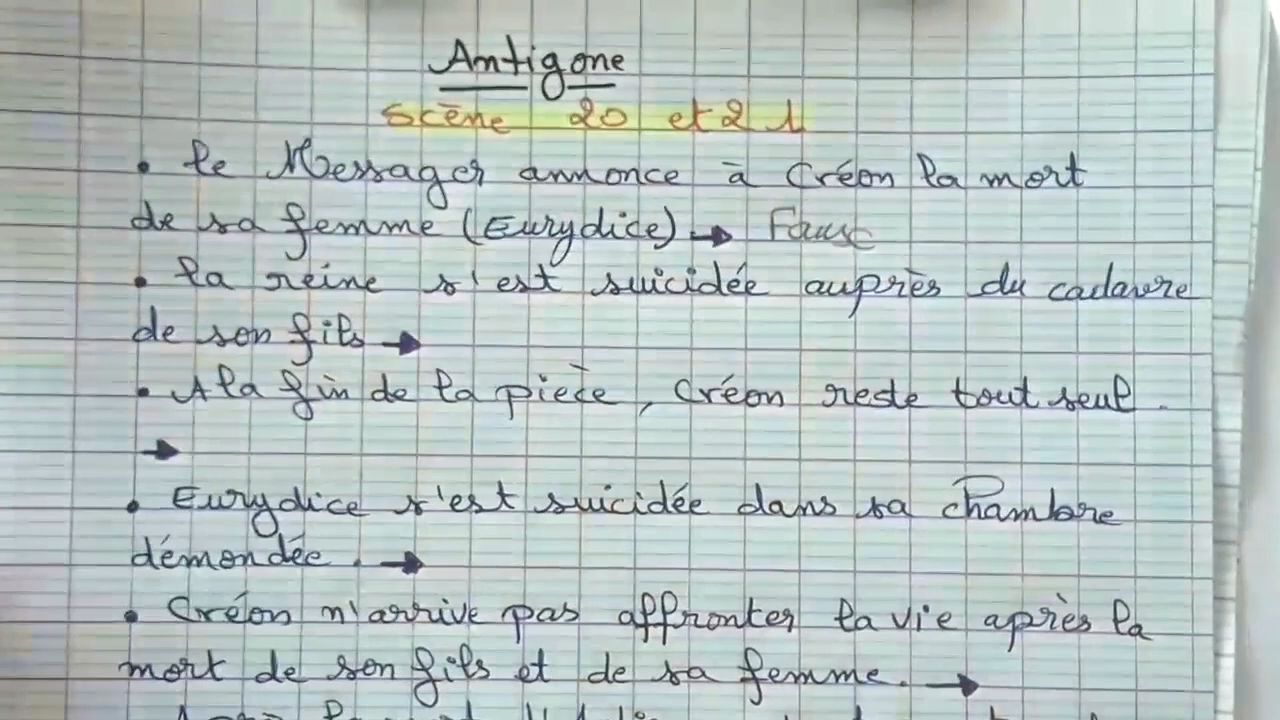 Antigone
scène 20 et 21
• le Messager annonce à Créon la mort
de sa femme (Eurydice) → Faux
• la reine s'est suicidée auprès du cadavre
de son fils →
• A la fin de la piéce, Créon reste tout seul.
→
• Eurydice s'est suicidée dans sa chambre
démondée. →
• Créon n'arrive pas affronter la vie après la
mort de son fils et de sa femme. →